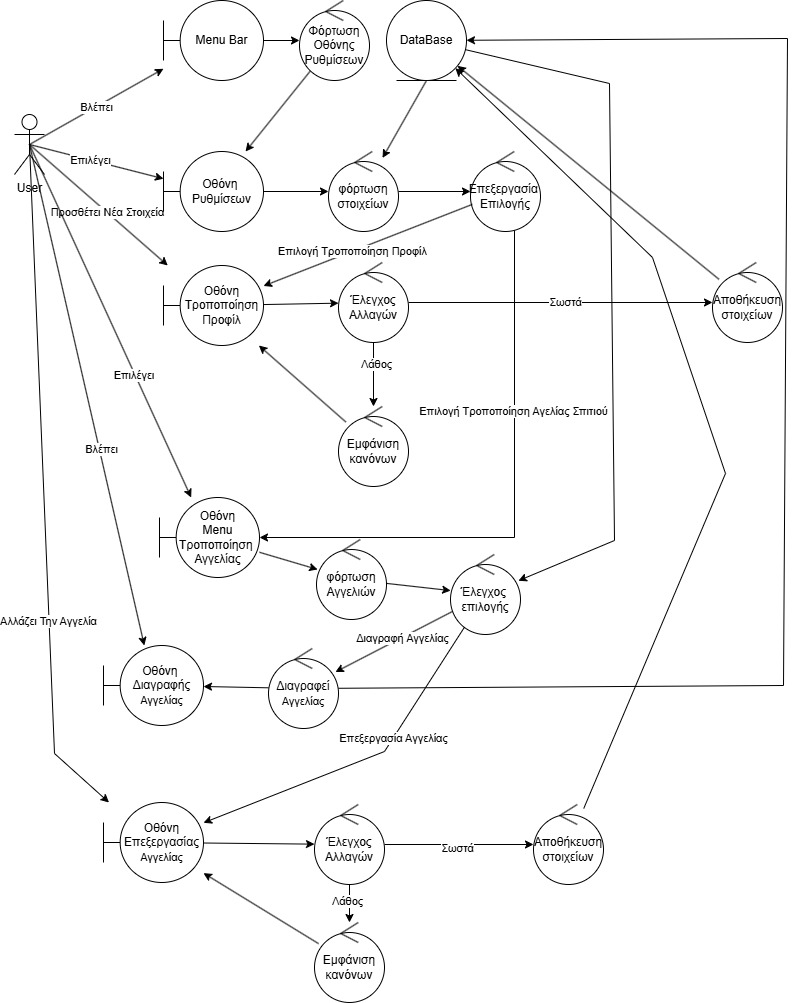 Menu Bar
Φόρτωση
Οθόνης
Ρυθμίσεων
DataBase
Βλέπει
User
Επιλέγει
Οθόνη
Ρυθμίσεων
φόρτωση
στοιχείων
Επεξεργασία
Επιλογής
Προσθέτει Νέα Στοιχεία
Επιλογή Τροποποίηση Προφίλ
Οθόνη
Τροποποίηση
Προφίλ
Έλεγχος
Αλλαγών
Σωστά
Αποθήκευση
στοιχείων
Λάθος
Επιλέγει
Επιλογή Τροποποίηση Αγελίας Σπιτιού
Εμφάνιση
κανόνων
Βλέπει
Οθόνη
Menu
Τροποποίηση
Αγγελίας
φόρτωση
Αγγελιών
Έλεγχος
επιλογής
Αλλάζει Την Αγγελία
Διαγραφή Αγγελίας
Οθόνη
Διαγραφής
Αγγελίας
Διαγραφεί
Αγγελίας
Επεξεργασία Αγγελίας
Οθόνη
Επεξεργασίας
Αγγελίας
Έλεγχος
Αλλαγών
Σωστά
Αποθήκευση
στοιχείων
Λάθος
Εμφάνιση
κανόνων